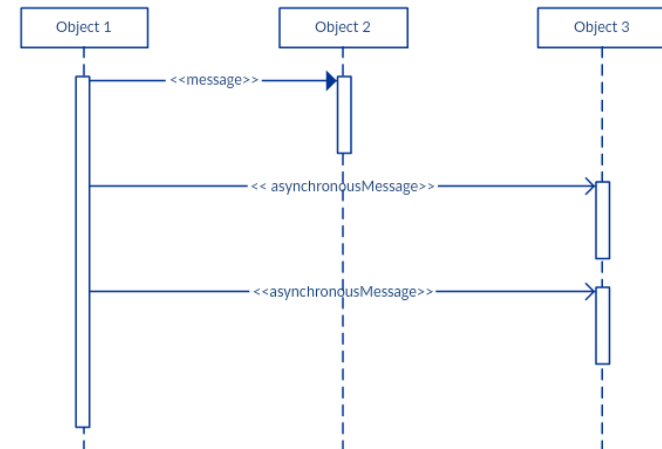 Object 1
Object 2
Object 3
<<message>>
<< asynchronousMessage>>
<<asynchronousMessage>>